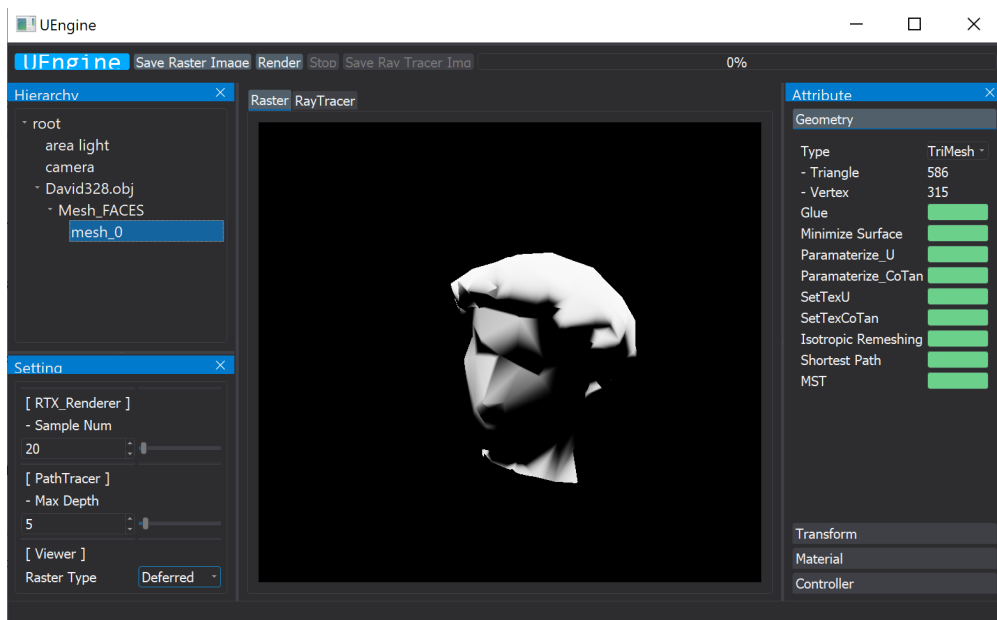 UEngine
UEngine Save Raster Image Render Stop Save Ray Tracer Img 0%
Hierarchy
root
area light
camera
David328.obj
Mesh_FACES
mesh_0
Setting
[ RTX_Renderer ]
- Sample Num
20
[ PathTracer ]
- Max Depth
5
[ Viewer ]
Raster Type Deferred
Raster RayTracer
Attribute
Geometry
Type TriMesh
- Triangle 586
- Vertex 315
Glue
Minimize Surface
Paramaterize_U
Paramaterize_CoTan
SetTexU
SetTexCoTan
Isotropic Remeshing
Shortest Path
MST
Transform
Material
Controller